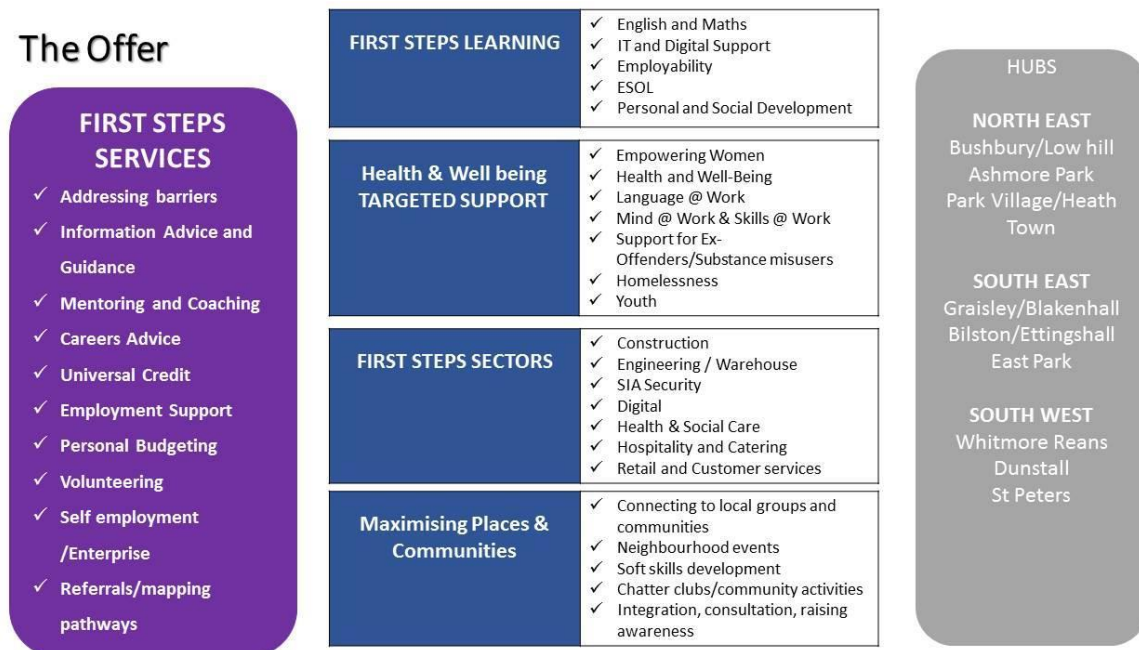 The Offer
FIRST STEPS
SERVICES
✓ Addressing barriers
✓ Information Advice and
Guidance
✓ Mentoring and Coaching
✓ Careers Advice
✓ Universal Credit
✓ Employment Support
✓ Personal Budgeting
✓ Volunteering
✓ Self employment
/Enterprise
✓ Referrals/mapping
pathways
FIRST STEPS LEARNING
✓ English and Maths
✓ IT and Digital Support
✓ Employability
✓ ESOL
✓ Personal and Social Development
Health & Well being
TARGETED SUPPORT
✓ Empowering Women
✓ Health and Well-Being
✓ Language @ Work
✓ Mind @ Work & Skills @ Work
✓ Support for Ex-
Offenders/Substance misusers
✓ Homelessness
✓ Youth
FIRST STEPS SECTORS
✓ Construction
✓ Engineering / Warehouse
✓ SIA Security
✓ Digital
✓ Health & Social Care
✓ Hospitality and Catering
✓ Retail and Customer services
Maximising Places &
Communities
✓ Connecting to local groups and
communities
✓ Neighbourhood events
✓ Soft skills development
✓ Chatter clubs/community activities
✓ Integration, consultation, raising
awareness
HUBS
NORTH EAST
Bushbury/Low hill
Ashmore Park
Park Village/Heath
Town
SOUTH EAST
Graisley/Blakenhall
Bilston/Ettingshall
East Park
SOUTH WEST
Whitmore Reans
Dunstall
St Peters